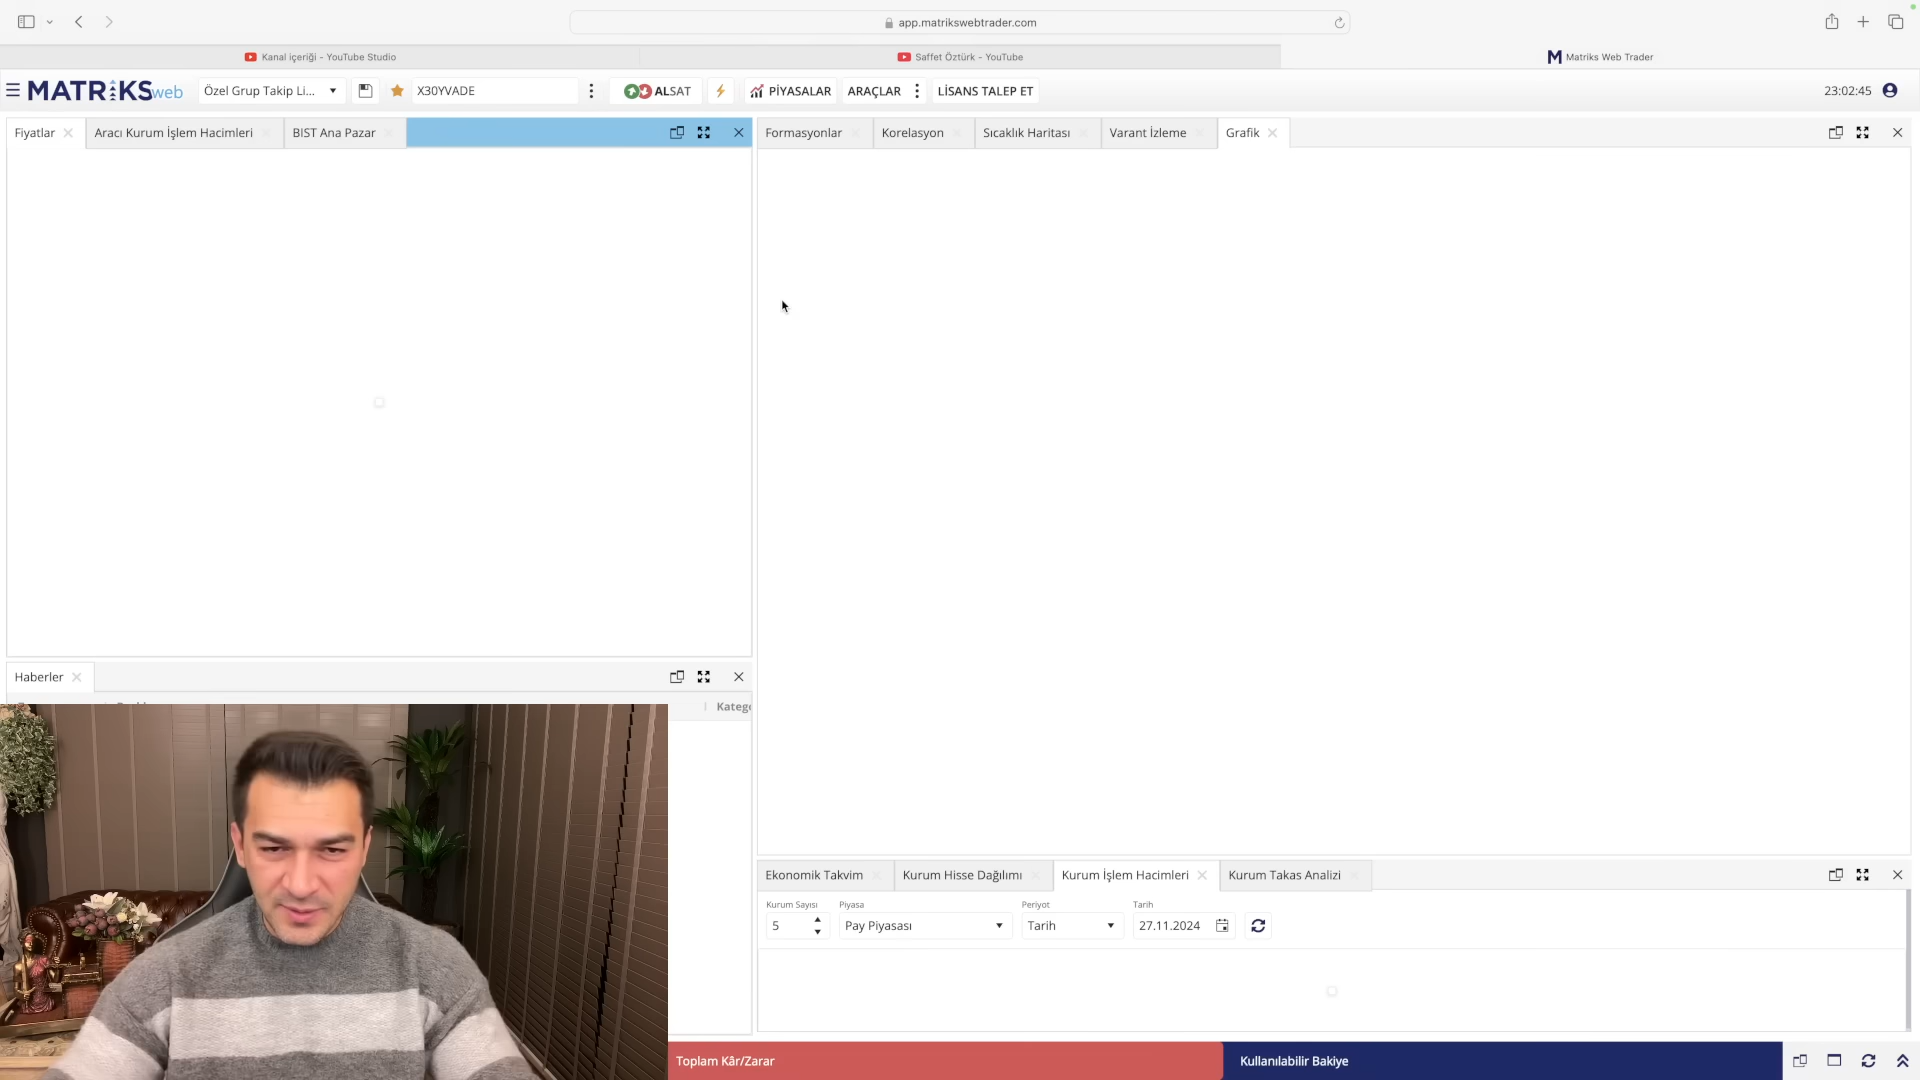 app.matrikswebtrader.com
Kanal içeriği - YouTube Studio
Saffet Öztürk - YouTube
Matriks Web Trader
MATRİKS web
Özel Grup Takip Li...
X30YVADE
ALSAT
PİYASALAR
ARAÇLAR
LİSANS TALEP ET
23:02:45
Fiyatlar
Aracı Kurum İşlem Hacimleri
BIST Ana Pazar
Formasyonlar
Korelasyon
Sıcaklık Haritası
Varant İzleme
Grafik
Haberler
Katego
Ekonomik Takvim
Kurum Hisse Dağılımı
Kurum İşlem Hacimleri
Kurum Takas Analizi
Kurum Sayısı
Piyasa
Periyot
Tarih
5
Pay Piyasası
Tarih
27.11.2024
Toplam Kâr/Zarar
Kullanılabilir Bakiye